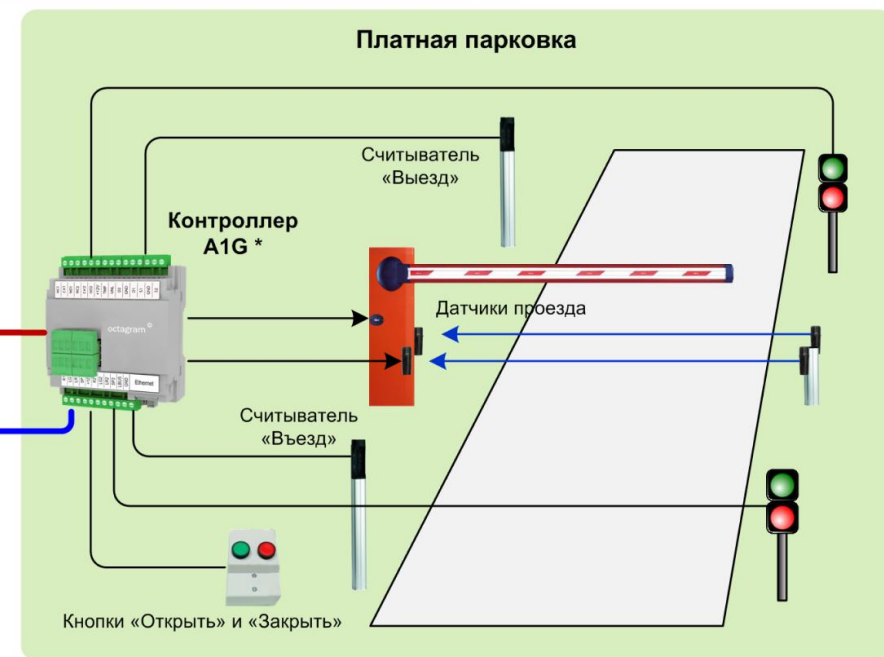 Платная парковка
Считыватель
«Выезд»
Контроллер
A1G *
octagram
Датчики проезда
Ethernet
Считыватель
«Въезд»
Кнопки «Открыть» и «Закрыть»